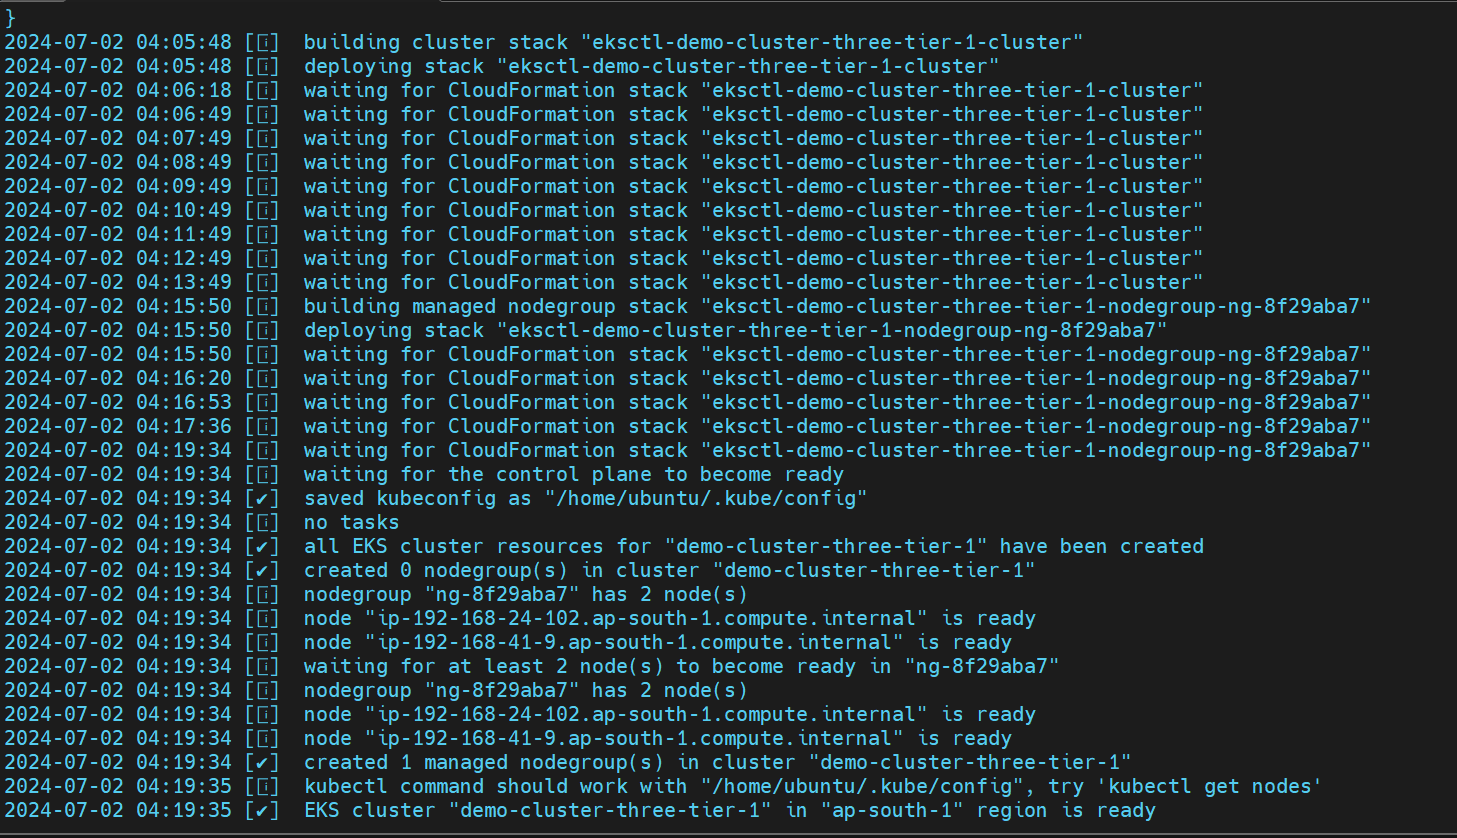 }
2024-07-02 04:05:48 [ℹ]  building cluster stack "eksctl-demo-cluster-three-tier-1-cluster"
2024-07-02 04:05:48 [ℹ]  deploying stack "eksctl-demo-cluster-three-tier-1-cluster"
2024-07-02 04:06:18 [ℹ]  waiting for CloudFormation stack "eksctl-demo-cluster-three-tier-1-cluster"
2024-07-02 04:06:49 [ℹ]  waiting for CloudFormation stack "eksctl-demo-cluster-three-tier-1-cluster"
2024-07-02 04:07:49 [ℹ]  waiting for CloudFormation stack "eksctl-demo-cluster-three-tier-1-cluster"
2024-07-02 04:08:49 [ℹ]  waiting for CloudFormation stack "eksctl-demo-cluster-three-tier-1-cluster"
2024-07-02 04:09:49 [ℹ]  waiting for CloudFormation stack "eksctl-demo-cluster-three-tier-1-cluster"
2024-07-02 04:10:49 [ℹ]  waiting for CloudFormation stack "eksctl-demo-cluster-three-tier-1-cluster"
2024-07-02 04:11:49 [ℹ]  waiting for CloudFormation stack "eksctl-demo-cluster-three-tier-1-cluster"
2024-07-02 04:12:49 [ℹ]  waiting for CloudFormation stack "eksctl-demo-cluster-three-tier-1-cluster"
2024-07-02 04:13:49 [ℹ]  waiting for CloudFormation stack "eksctl-demo-cluster-three-tier-1-cluster"
2024-07-02 04:15:50 [ℹ]  building managed nodegroup stack "eksctl-demo-cluster-three-tier-1-nodegroup-ng-8f29aba7"
2024-07-02 04:15:50 [ℹ]  deploying stack "eksctl-demo-cluster-three-tier-1-nodegroup-ng-8f29aba7"
2024-07-02 04:15:50 [ℹ]  waiting for CloudFormation stack "eksctl-demo-cluster-three-tier-1-nodegroup-ng-8f29aba7"
2024-07-02 04:16:20 [ℹ]  waiting for CloudFormation stack "eksctl-demo-cluster-three-tier-1-nodegroup-ng-8f29aba7"
2024-07-02 04:16:53 [ℹ]  waiting for CloudFormation stack "eksctl-demo-cluster-three-tier-1-nodegroup-ng-8f29aba7"
2024-07-02 04:17:36 [ℹ]  waiting for CloudFormation stack "eksctl-demo-cluster-three-tier-1-nodegroup-ng-8f29aba7"
2024-07-02 04:19:34 [ℹ]  waiting for CloudFormation stack "eksctl-demo-cluster-three-tier-1-nodegroup-ng-8f29aba7"
2024-07-02 04:19:34 [ℹ]  waiting for the control plane to become ready
2024-07-02 04:19:34 [✔]  saved kubeconfig as "/home/ubuntu/.kube/config"
2024-07-02 04:19:34 [ℹ]  no tasks
2024-07-02 04:19:34 [✔]  all EKS cluster resources for "demo-cluster-three-tier-1" have been created
2024-07-02 04:19:34 [✔]  created 0 nodegroup(s) in cluster "demo-cluster-three-tier-1"
2024-07-02 04:19:34 [ℹ]  nodegroup "ng-8f29aba7" has 2 node(s)
2024-07-02 04:19:34 [ℹ]  node "ip-192-168-24-102.ap-south-1.compute.internal" is ready
2024-07-02 04:19:34 [ℹ]  node "ip-192-168-41-9.ap-south-1.compute.internal" is ready
2024-07-02 04:19:34 [ℹ]  waiting for at least 2 node(s) to become ready in "ng-8f29aba7"
2024-07-02 04:19:34 [ℹ]  nodegroup "ng-8f29aba7" has 2 node(s)
2024-07-02 04:19:34 [ℹ]  node "ip-192-168-24-102.ap-south-1.compute.internal" is ready
2024-07-02 04:19:34 [ℹ]  node "ip-192-168-41-9.ap-south-1.compute.internal" is ready
2024-07-02 04:19:34 [✔]  created 1 managed nodegroup(s) in cluster "demo-cluster-three-tier-1"
2024-07-02 04:19:35 [ℹ]  kubectl command should work with "/home/ubuntu/.kube/config", try 'kubectl get nodes'
2024-07-02 04:19:35 [✔]  EKS cluster "demo-cluster-three-tier-1" in "ap-south-1" region is ready